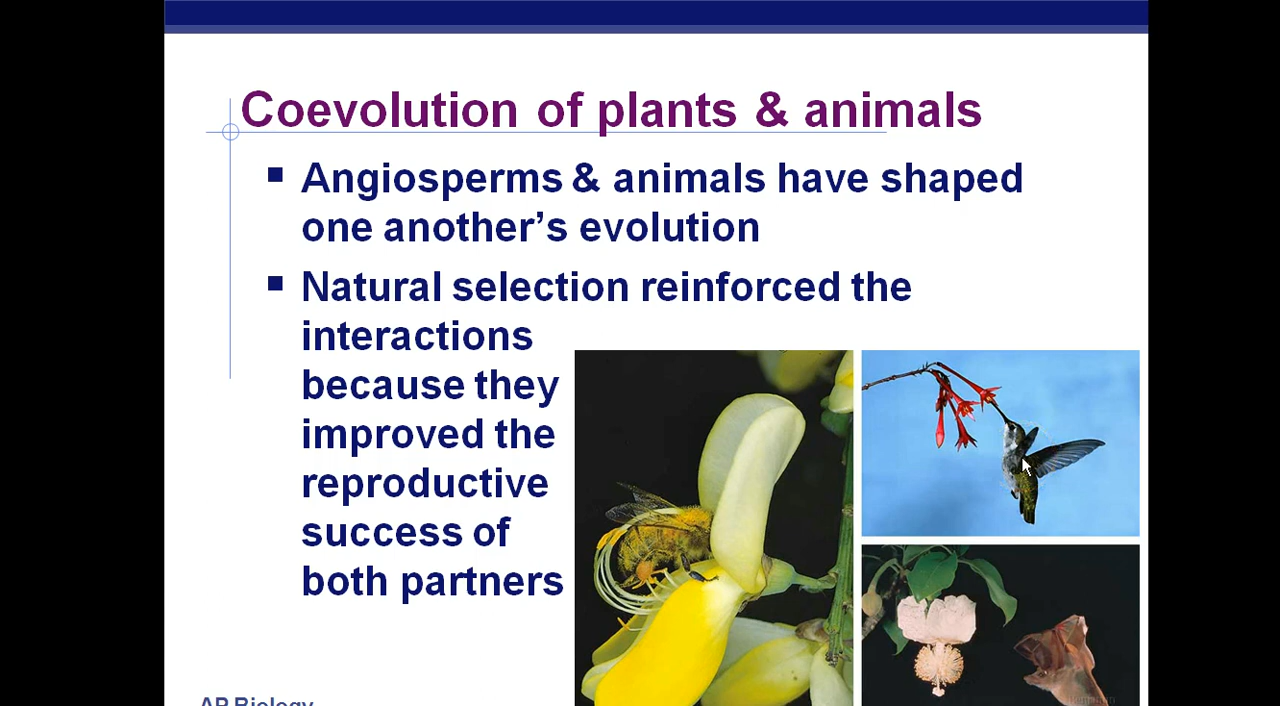 Coevolution of plants & animals
Angiosperms & animals have shaped
one another’s evolution
Natural selection reinforced the
interactions
because they
improved the
reproductive
success of
both partners
AP Biology